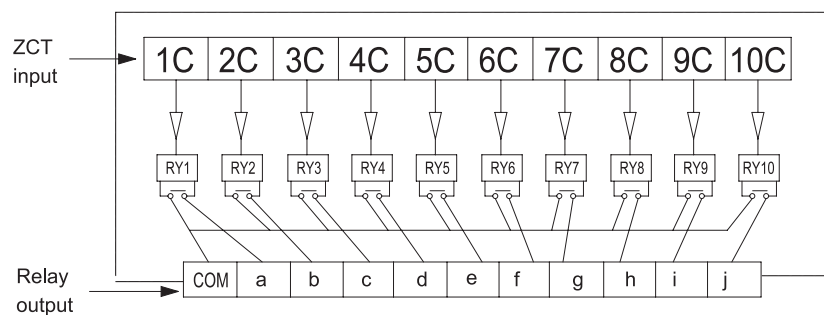 ZCT
input
1C 2C 3C 4C 5C 6C 7C 8C 9C 10C
RY1 RY2 RY3 RY4 RY5 RY6 RY7 RY8 RY9 RY10
Relay
output
COM a b c d e f g h i j